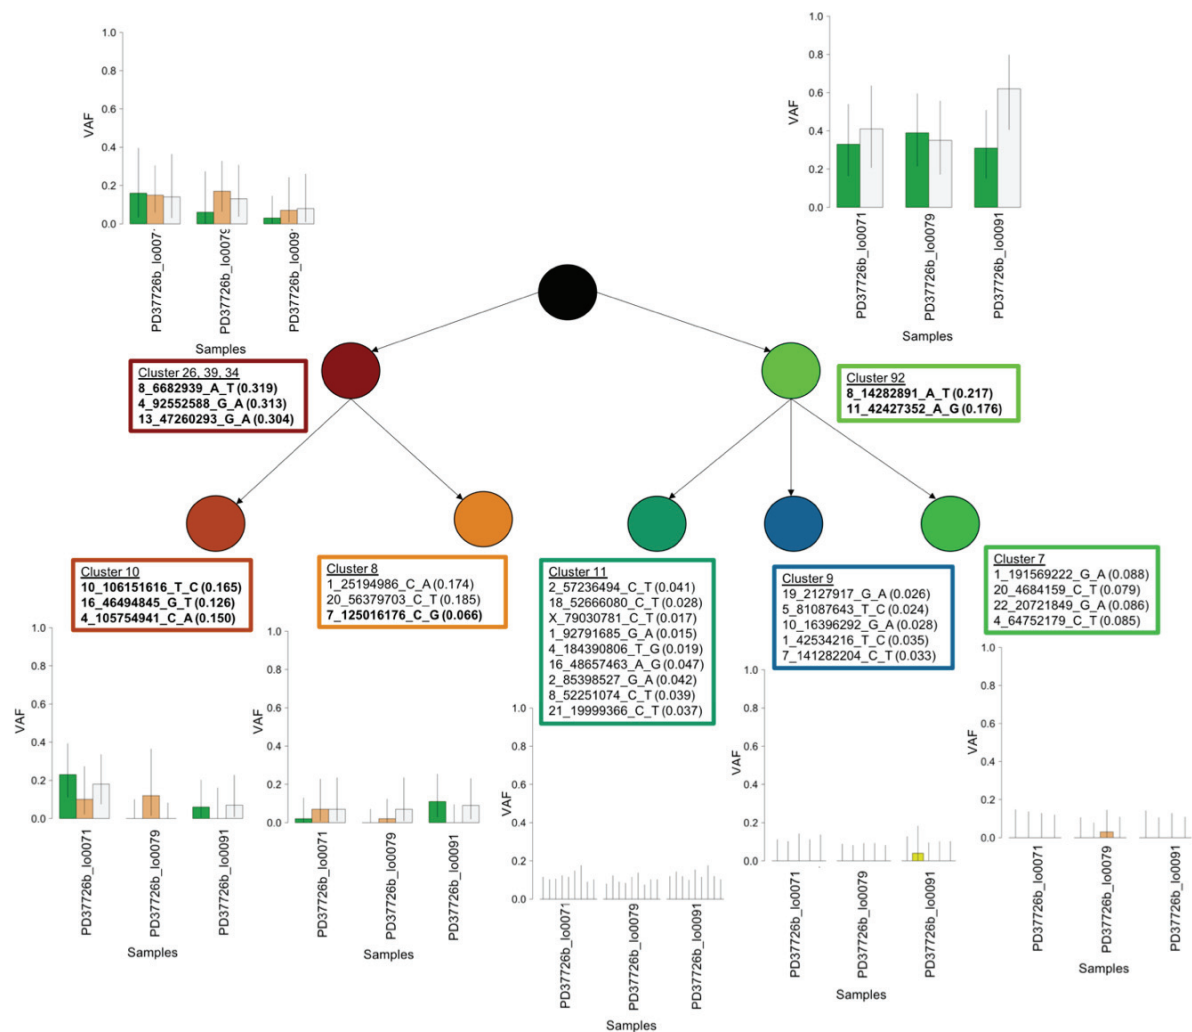 1.0
0.8
0.6
0.4
0.2
0.0
VAF
PD37726b_lo007
PD37726b_lo0079
PD37726b_lo009
Samples
1.0
0.8
0.6
0.4
0.2
0.0
VAF
PD37726b_lo0071
PD37726b_lo0079
PD37726b_lo0091
Samples
Cluster 26, 39, 34
8_6682939_A_T (0.319)
4_92552588_G_A (0.313)
13_47260293_G_A (0.304)
Cluster 92
8_14282891_A_T (0.217)
11_42427352_A_G (0.176)
Cluster 10
10_106151616_T_C (0.165)
16_46494845_G_T (0.126)
4_105754941_C_A (0.150)
Cluster 8
1_25194986_C_A (0.174)
20_56379703_C_T (0.185)
7_125016176_C_G (0.066)
Cluster 11
2_57236494_C_T (0.041)
18_52666080_C_T (0.028)
X_79030781_C_T (0.017)
1_92791685_G_A (0.015)
4_184390806_T_G (0.019)
16_48657463_A_G (0.047)
2_85398527_G_A (0.042)
8_52251074_C_T (0.039)
21_19999366_C_T (0.037)
Cluster 9
19_2127917_G_A (0.026)
5_81087643_T_C (0.024)
10_16396292_G_A (0.028)
1_42534216_T_C (0.035)
7_141282204_C_T (0.033)
Cluster 7
1_191569222_G_A (0.088)
20_4684159_C_T (0.079)
22_20721849_G_A (0.086)
4_64752179_C_T (0.085)
1.0
0.8
0.6
0.4
0.2
0.0
VAF
PD37726b_lo0071
PD37726b_lo0079
PD37726b_lo0091
Samples
1.0
0.8
0.6
0.4
0.2
0.0
VAF
PD37726b_lo0071
PD37726b_lo0079
PD37726b_lo0091
Samples
1.0
0.8
0.6
0.4
0.2
0.0
VAF
PD37726b_lo0071
PD37726b_lo0079
PD37726b_lo0091
Samples
1.0
0.8
0.6
0.4
0.2
0.0
VAF
PD37726b_lo0071
PD37726b_lo0079
PD37726b_lo0091
Samples
1.0
0.8
0.6
0.4
0.2
0.0
VAF
PD37726b_lo0071
PD37726b_lo0079
PD37726b_lo0091
Samples